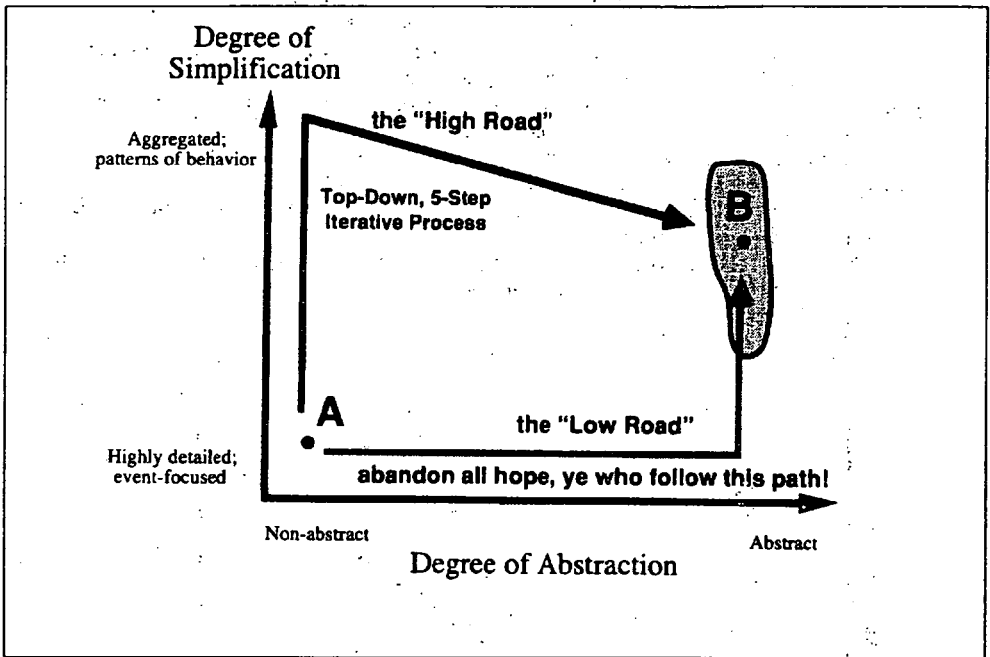 Degree of
Simplification
the "High Road"
Aggregated;
patterns of behavior
Top-Down, 5-Step
Iterative Process
B
A
the "Low Road"
Highly detailed;
event-focused
abandon all hope, ye who follow this path!
Non-abstract
Abstract
Degree of Abstraction